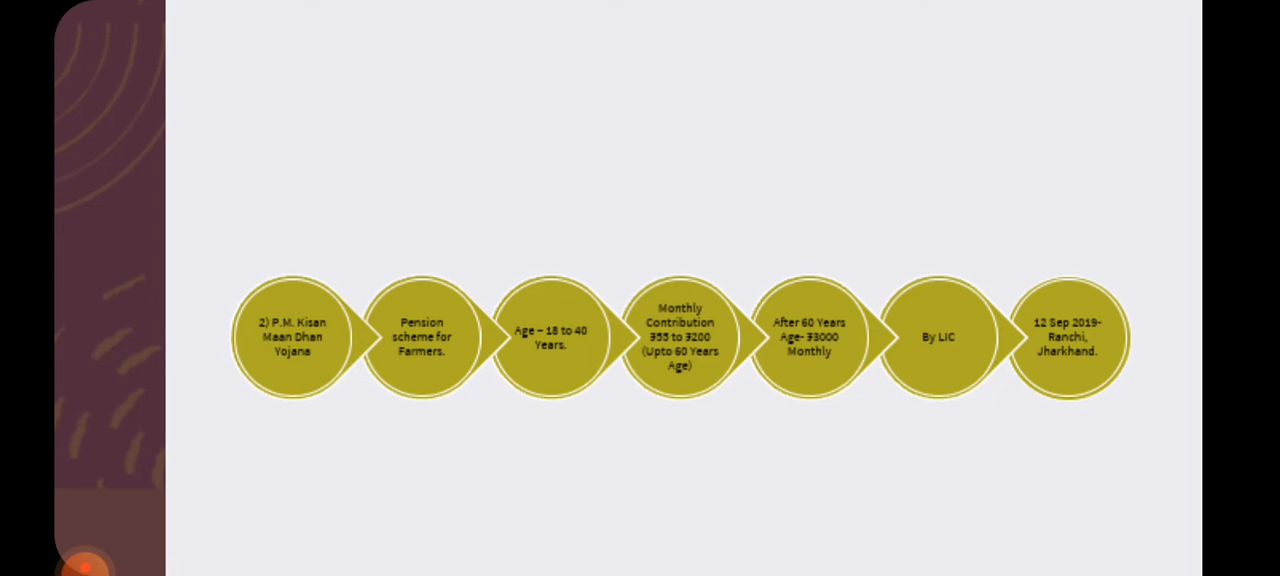 2) P.M. Kisan
Maan Dhan
Yojana
Pension
scheme for
Farmers.
Age – 18 to 40
Years.
Monthly
Contribution
₹55 to ₹200
(Upto 60 Years
Age)
After 60 Years
Age- ₹3000
Monthly
By LIC
12 Sep 2019-
Ranchi,
Jharkhand.